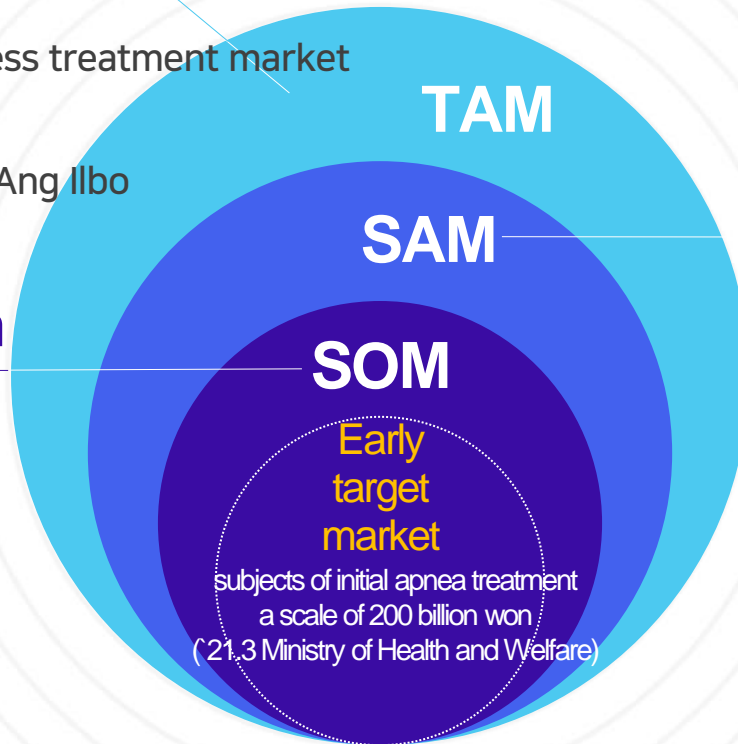 ess treatment market
TAM
Ang Ilbo
SAM
SOM
Early
target
market
subjects of initial apnea treatment
a scale of 200 billion won
(`21.3 Ministry of Health and Welfare)